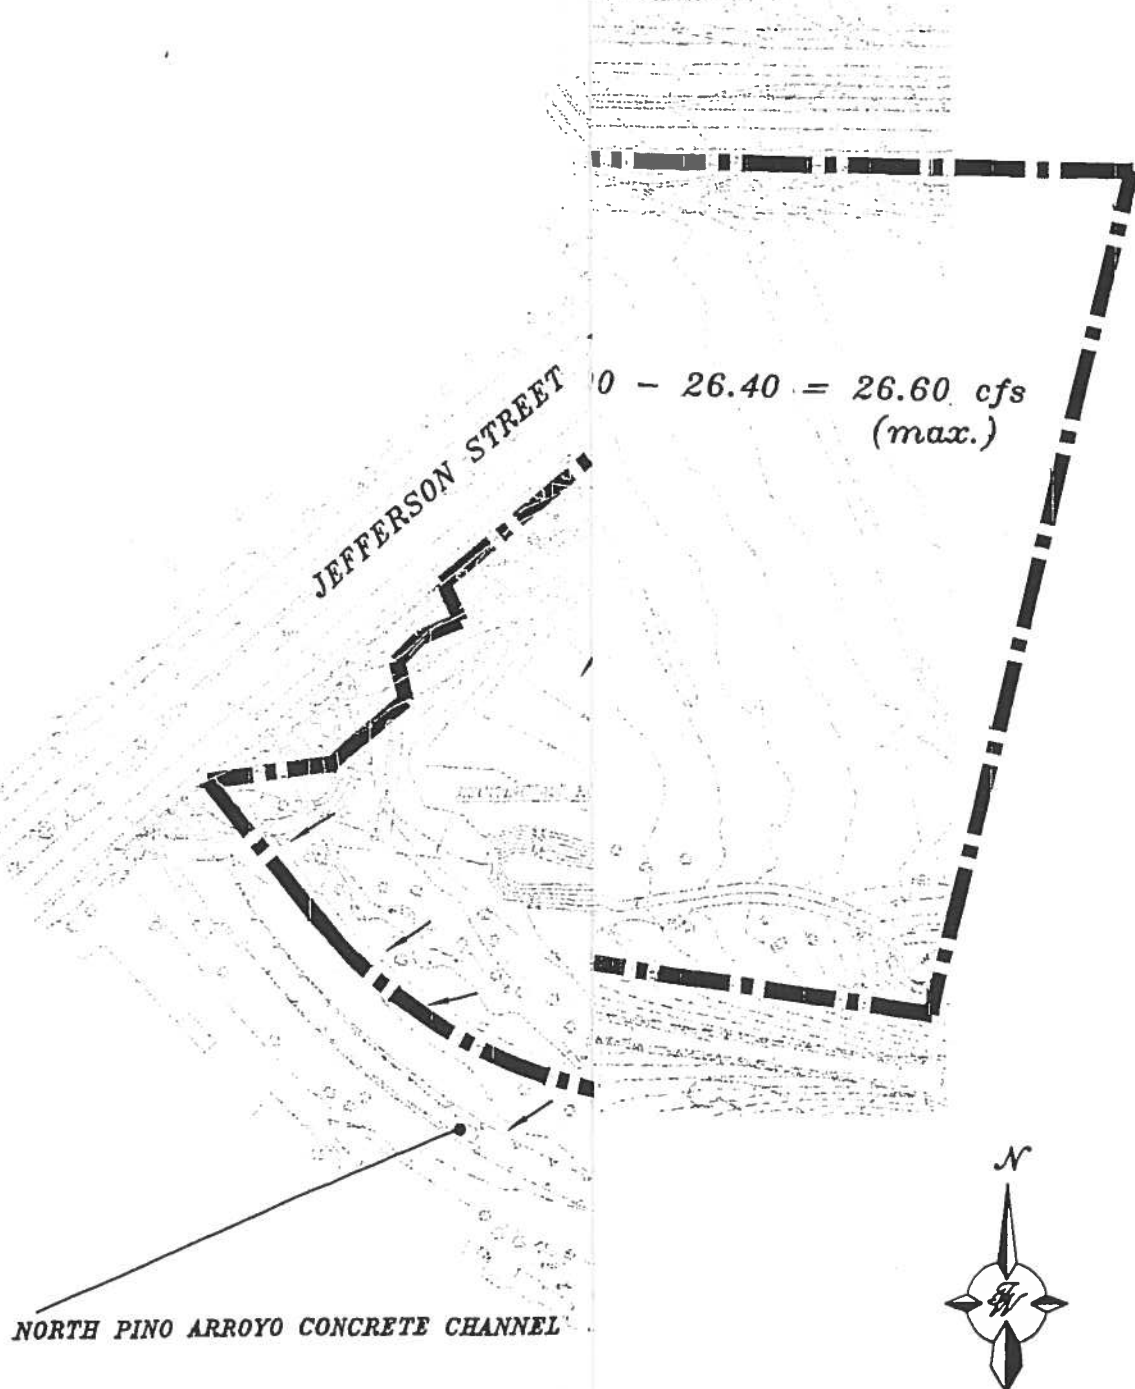 JEFFERSON STREET
0 - 26.40 = 26.60 cfs
(max.)
N
NORTH PINO ARROYO CONCRETE CHANNEL